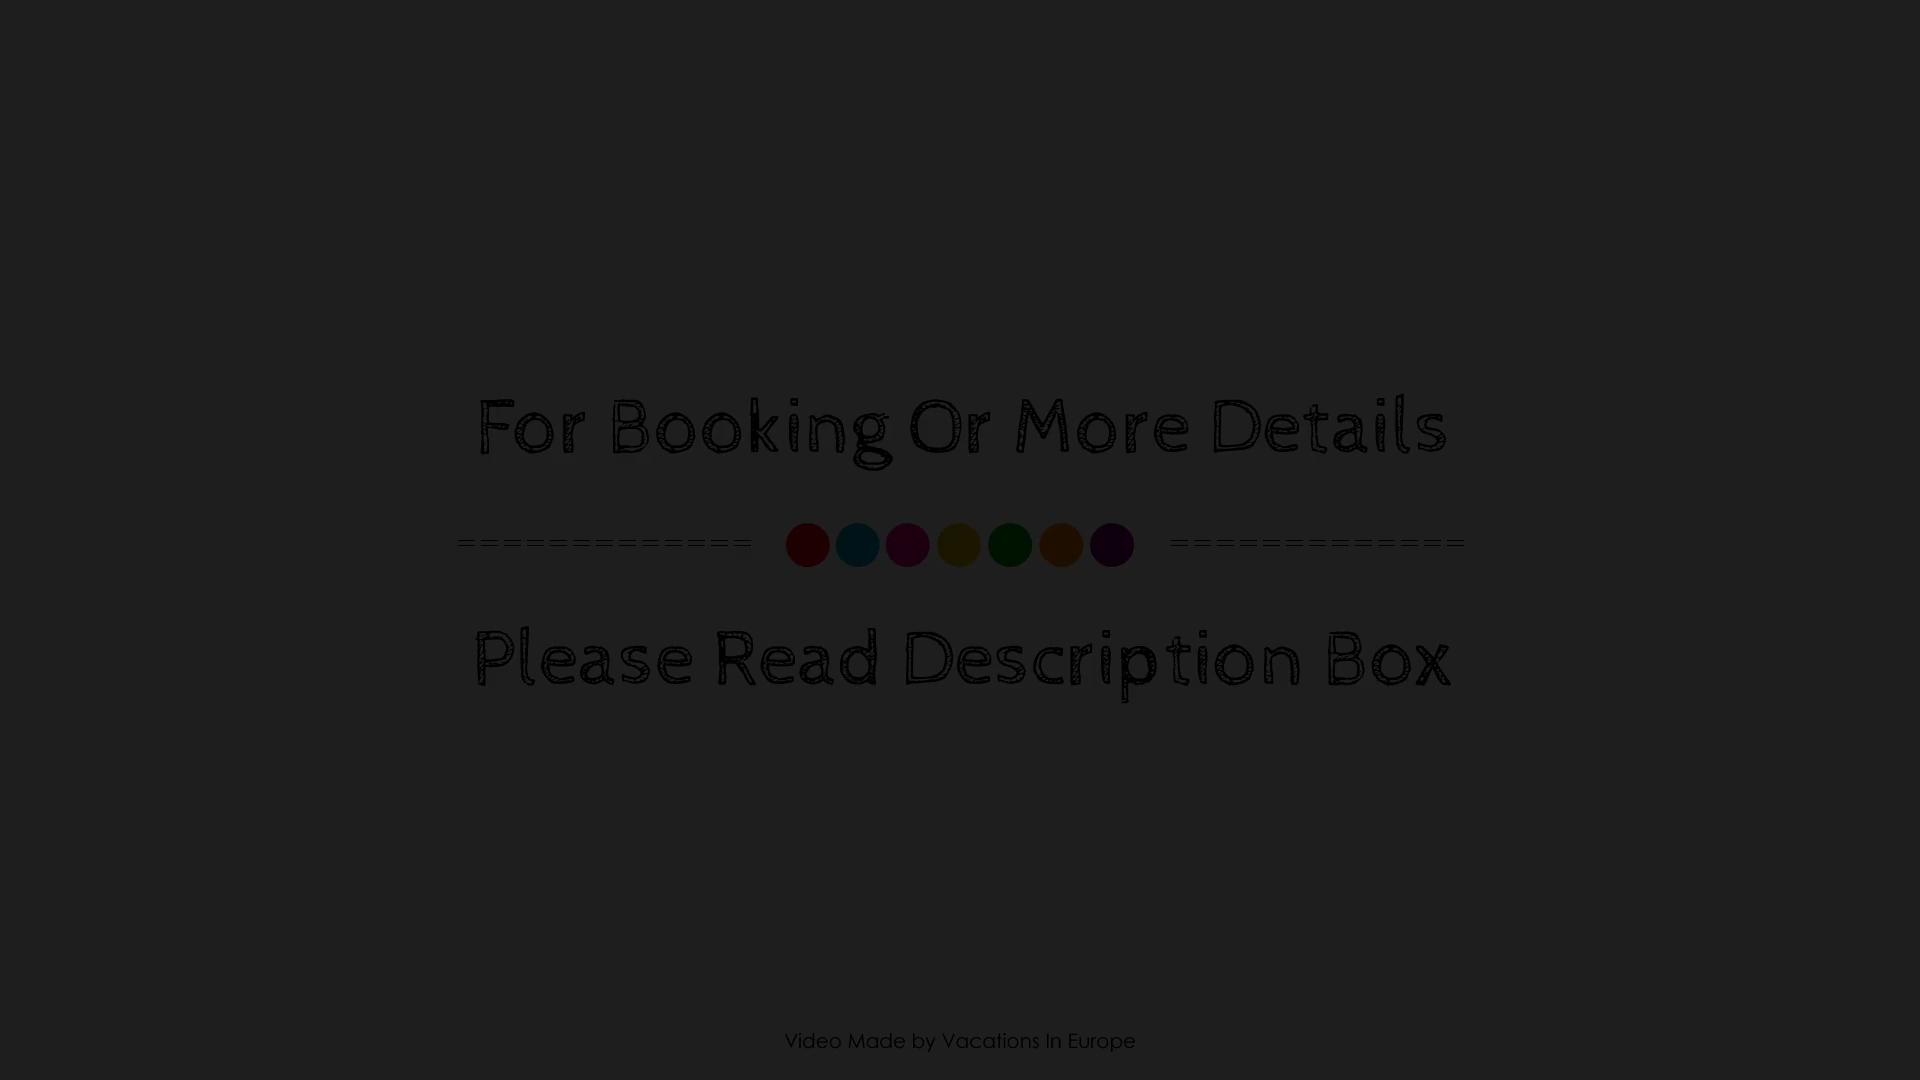 For Booking Or More Details
============= =============
Please Read Description Box
Video Made by Vacations In Europe